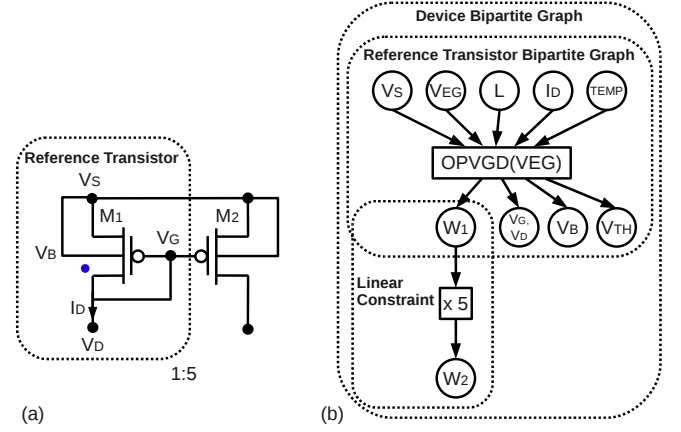 Device Bipartite Graph
Reference Transistor Bipartite Graph
VS VEG L ID TEMP
OPVGD(VEG)
W1 VG, VD VB VTH
Linear
Constraint
x 5
W2
(b)
Reference Transistor
VS
M1 VG M2
VB
ID
VD
1:5
(a)